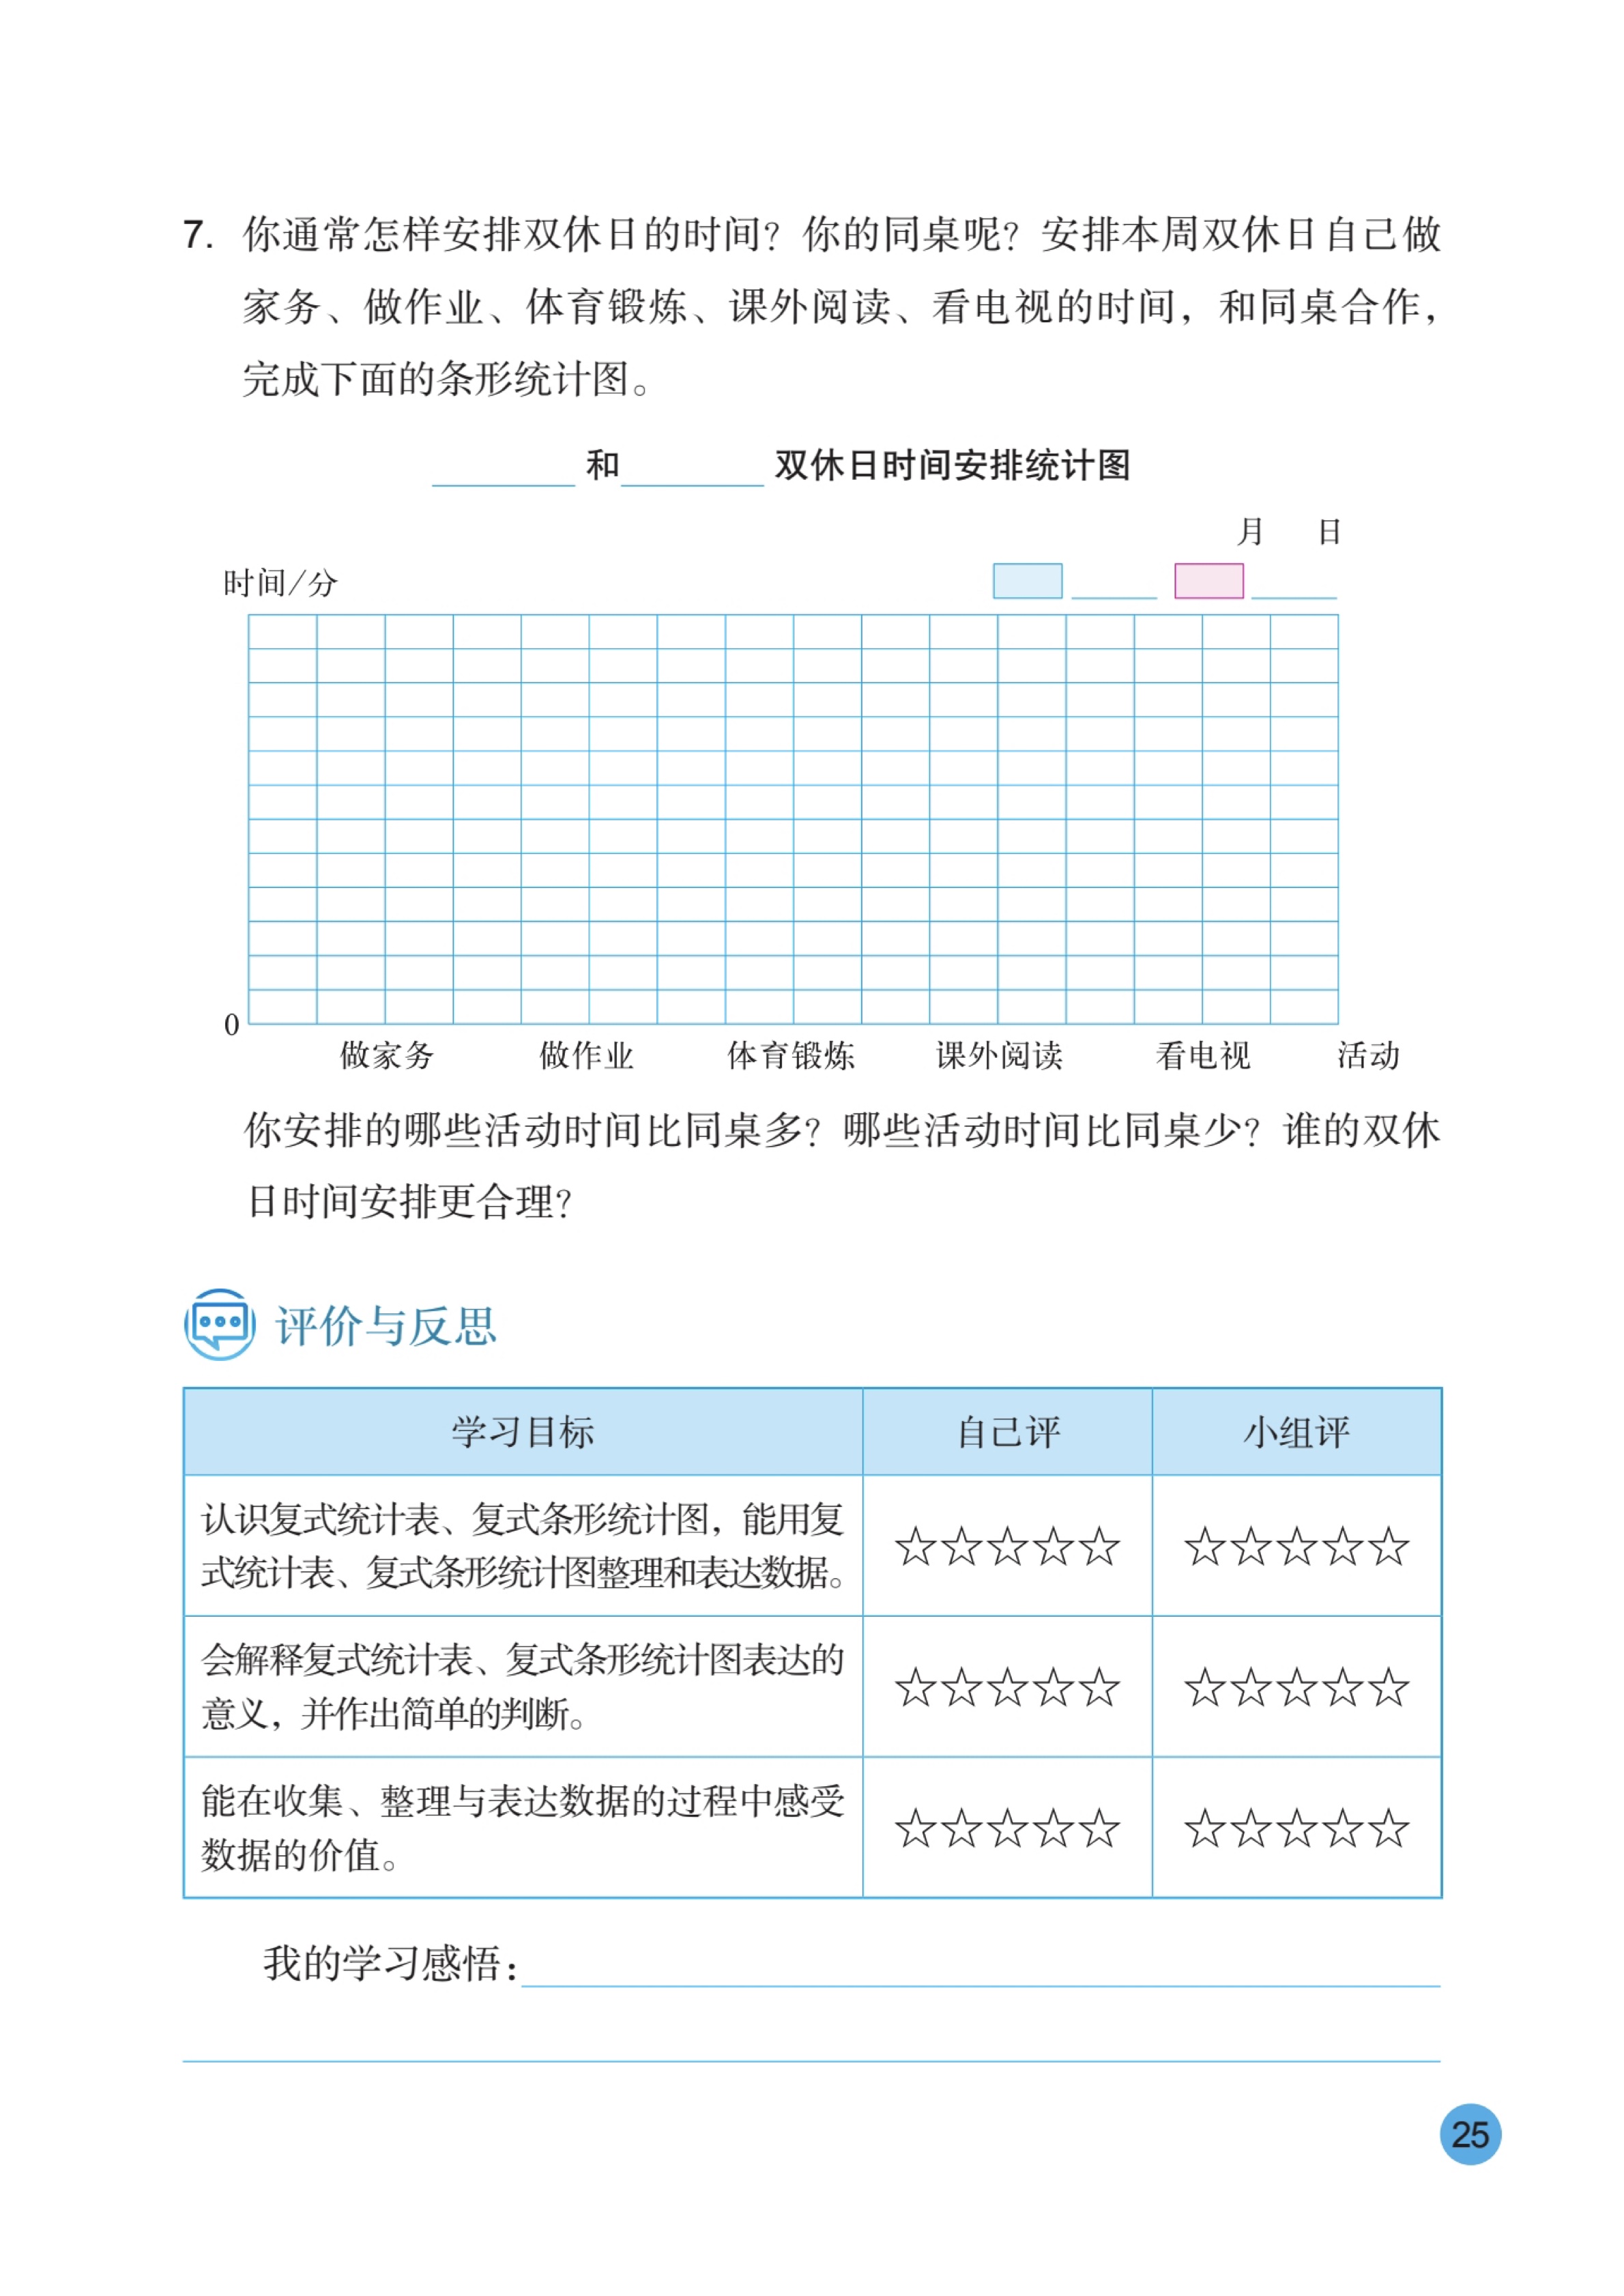 7. 你通常怎样安排双休日的时间？你的同桌呢？安排本周双休日自己做
家务、做作业、体育锻炼、课外阅读、看电视的时间，和同桌合作，
完成下面的条形统计图。
和 双休日时间安排统计图
月 日
时间/分
0
做家务 做作业 体育锻炼 课外阅读 看电视 活动
你安排的哪些活动时间比同桌多？哪些活动时间比同桌少？谁的双休
日时间安排更合理？
评价与反思
学习目标 自己评 小组评
认识复式统计表、复式条形统计图，能用复
式统计表、复式条形统计图整理和表达数据。
☆☆☆☆☆ ☆☆☆☆☆
会解释复式统计表、复式条形统计图表达的
意义，并作出简单的判断。
☆☆☆☆☆ ☆☆☆☆☆
能在收集、整理与表达数据的过程中感受
数据的价值。
☆☆☆☆☆ ☆☆☆☆☆
我的学习感悟：
25